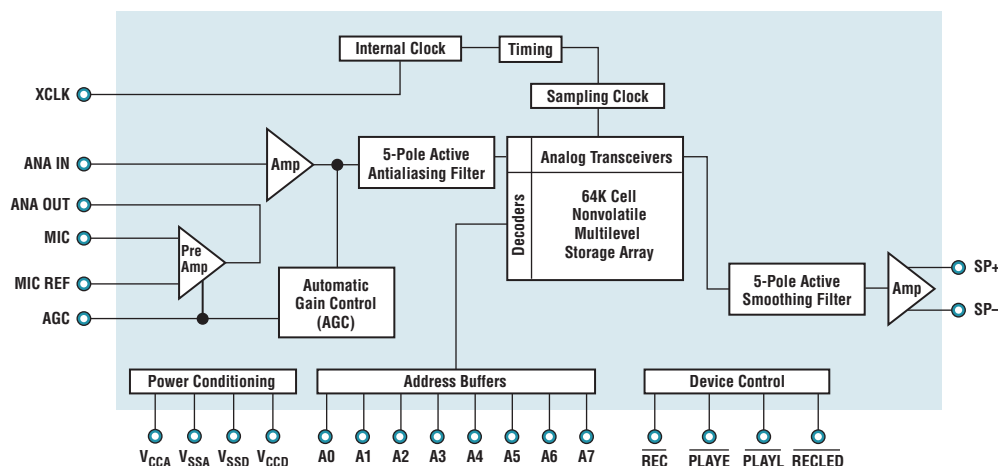 Internal Clock
Timing
XCLK
Sampling Clock
ANA IN
Amp
5-Pole Active
Antialiasing Filter
Decoders
Analog Transceivers
64K Cell
Nonvolatile
Multilevel
Storage Array
ANA OUT
MIC
Pre
Amp
MIC REF
AGC
Automatic
Gain Control
(AGC)
5-Pole Active
Smoothing Filter
Amp
SP+
SP–
Power Conditioning
Address Buffers
Device Control
VCCA VSSA VSSD VCCD A0 A1 A2 A3 A4 A5 A6 A7 REC PLAYE PLAYL RECLED